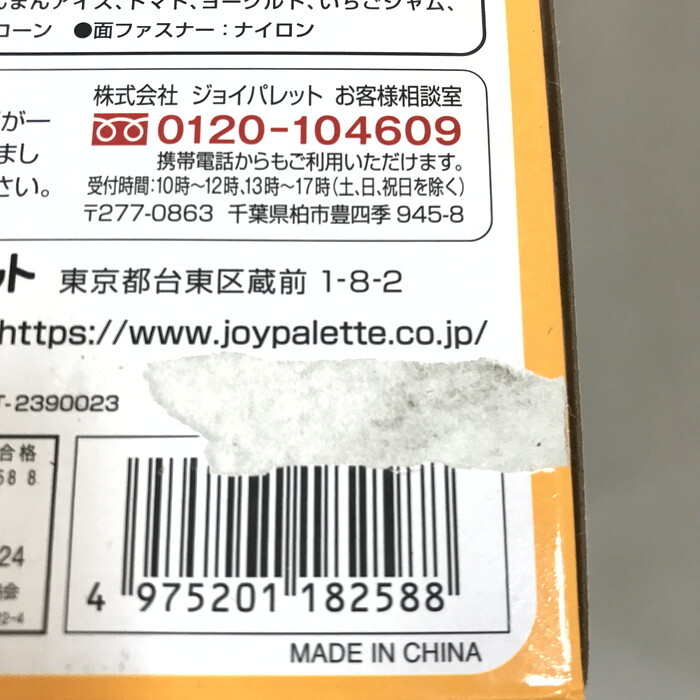 まんアイス、トマト、ヨーグルト、いちごジャム、
コーン ●面ファスナー：ナイロン
株式会社 ジョイパレット お客様相談室
が一
0120-104609
まし
携帯電話からもご利用いただけます。
さい。
受付時間：10時〜12時、13時〜17時（土、日、祝日を除く）
〒277-0863 千葉県柏市豊四季 945-8
ット 東京都台東区蔵前 1-8-2
https://www.joypalette.co.jp/
T-2390023
合格
58 8
24
会
22-4
4 975201 182588
MADE IN CHINA